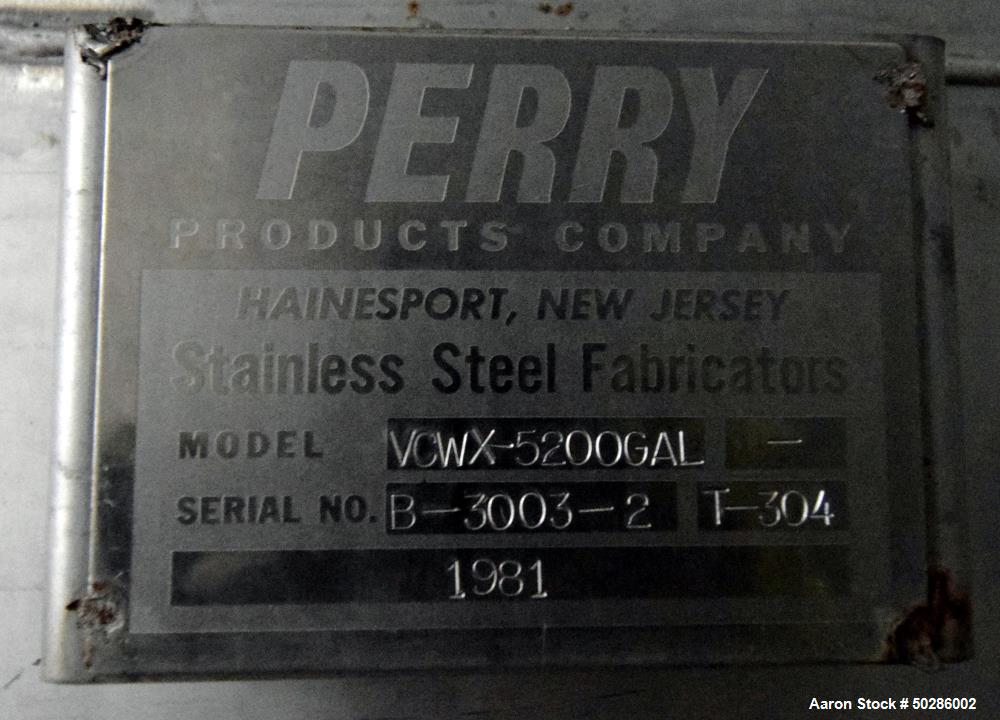 PERRY
PRODUCTS COMPANY
HAINESPORT, NEW JERSEY
Stainless Steel Fabricators
MODEL VCWX-5200GAL -
SERIAL NO. B-3003-2 T-304
1981
Aaron Stock # 50286002